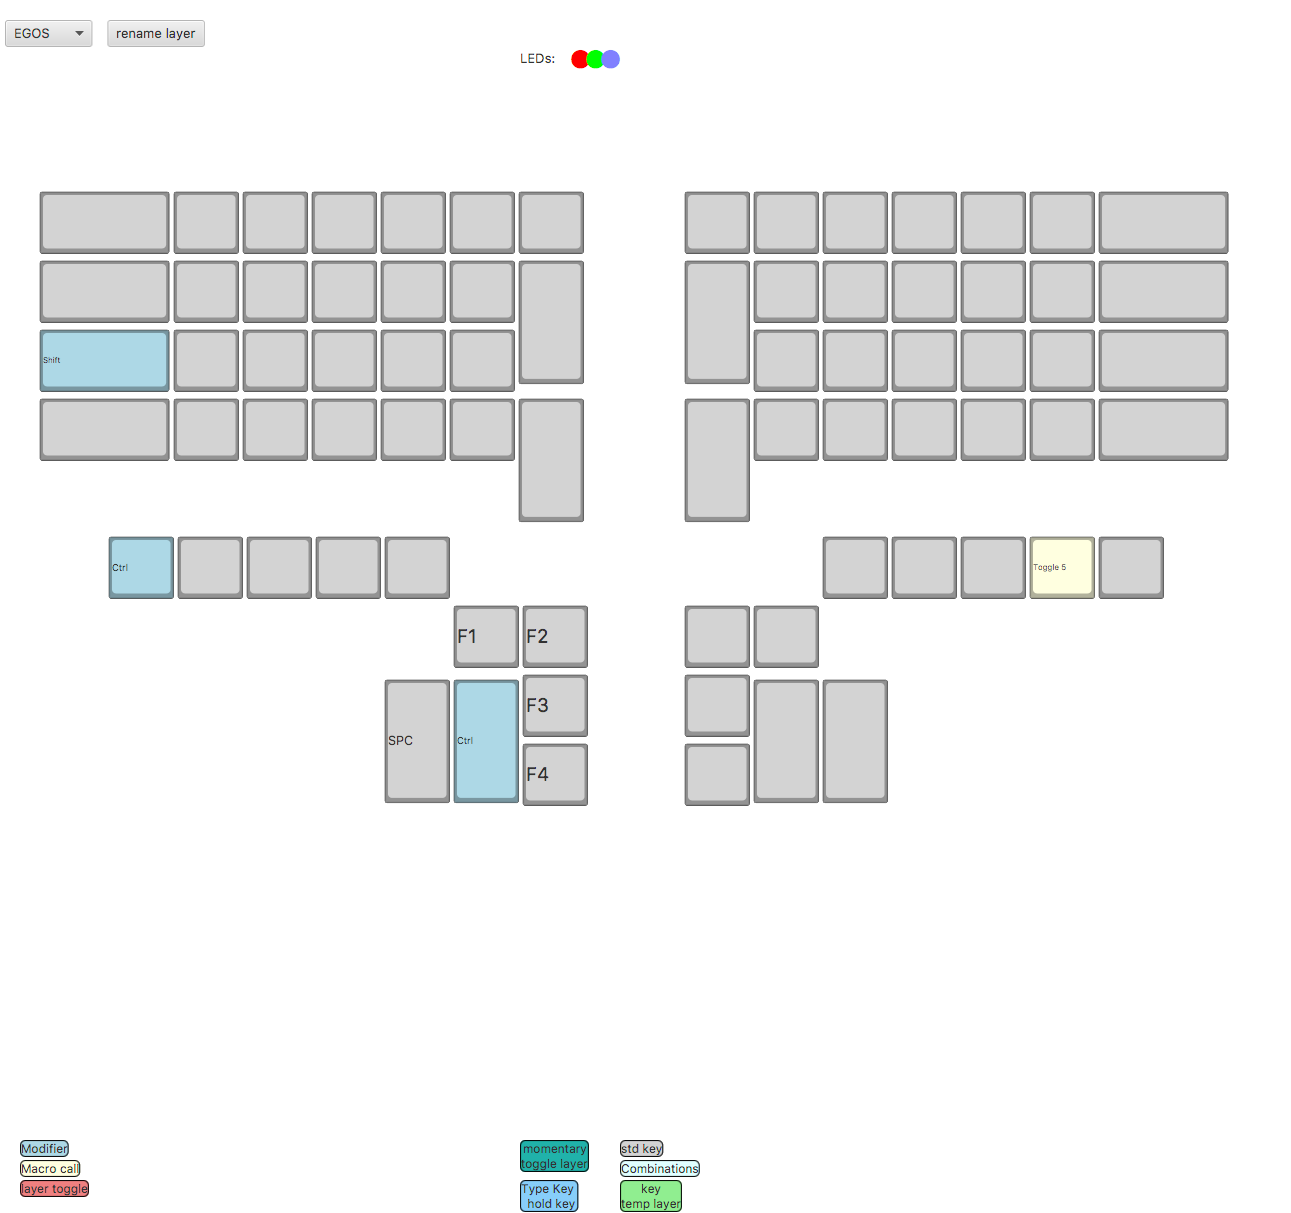 EGOS
rename layer
LEDs:
Shift
Ctrl
Toggle 5
F1
F2
F3
SPC
Ctrl
F4
Modifier
Macro call
layer toggle
momentary
toggle layer
Type Key
hold key
std key
Combinations
key
temp layer